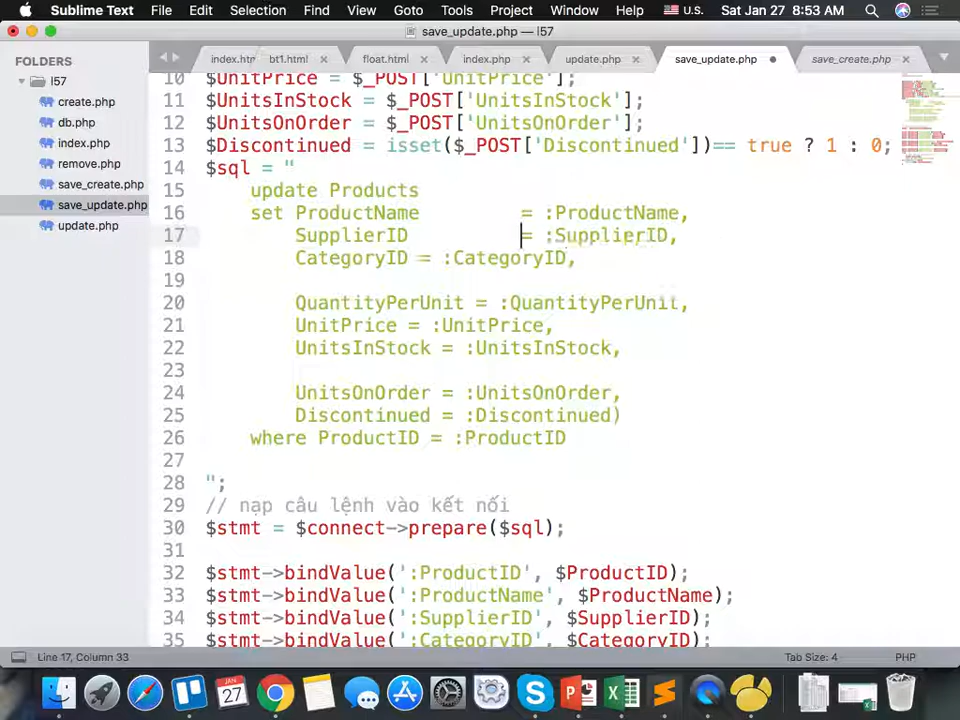 Sublime Text File Edit Selection Find View Goto Tools Project Window Help U.S. Sat Jan 27 8:53 AM
save_update.php — l57
FOLDERS
l57
create.php
db.php
index.php
remove.php
save_create.php
save_update.php
update.php
index.htm bt1.html float.html index.php update.php save_update.php save_create.php
10 $UnitPrice = $_POST['UnitPrice'];
11 $UnitsInStock = $_POST['UnitsInStock'];
12 $UnitsOnOrder = $_POST['UnitsOnOrder'];
13 $Discontinued = isset($_POST['Discontinued'])== true ? 1 : 0;
14 $sql = "
15 update Products
16 set ProductName = :ProductName,
17 SupplierID = :SupplierID,
18 CategoryID = :CategoryID,
19
20 QuantityPerUnit = :QuantityPerUnit,
21 UnitPrice = :UnitPrice,
22 UnitsInStock = :UnitsInStock,
23
24 UnitsOnOrder = :UnitsOnOrder,
25 Discontinued = :Discontinued)
26 where ProductID = :ProductID
27
28 ";
29 // nạp câu lệnh vào kết nối
30 $stmt = $connect->prepare($sql);
31
32 $stmt->bindValue(':ProductID', $ProductID);
33 $stmt->bindValue(':ProductName', $ProductName);
34 $stmt->bindValue(':SupplierID', $SupplierID);
35 $stmt->bindValue(':CategoryID', $CategoryID);
Line 17, Column 33 Tab Size: 4 PHP
JAN
27